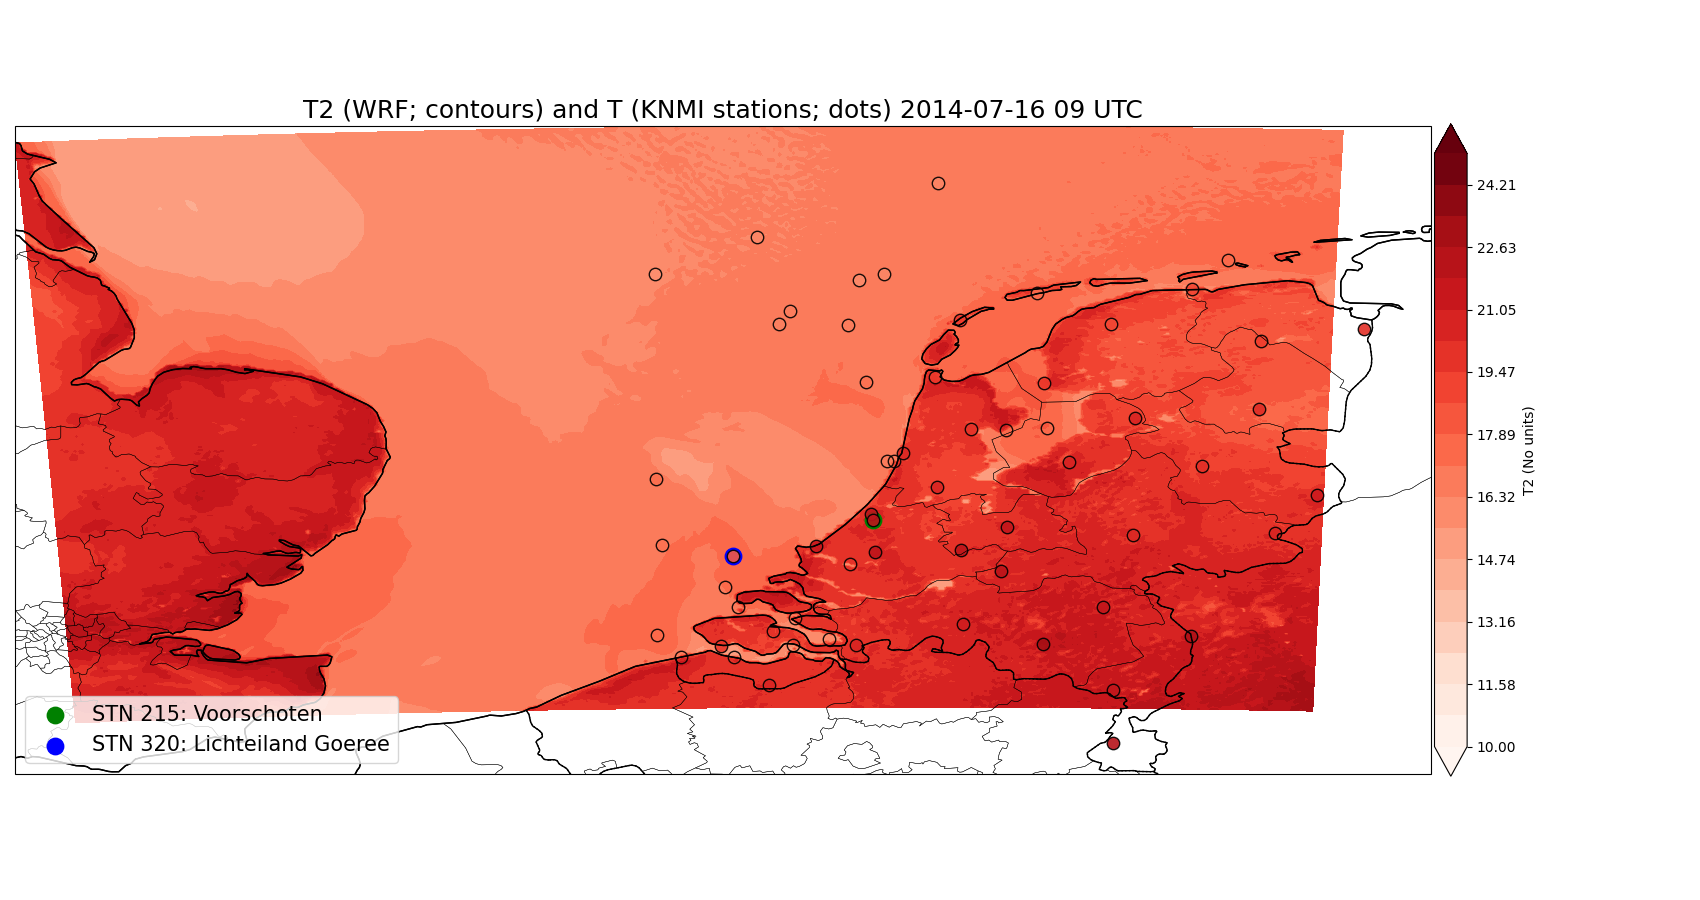 T2 (WRF; contours) and T (KNMI stations; dots) 2014-07-16 09 UTC
24.21
22.63
21.05
19.47
17.89
16.32
14.74
13.16
11.58
10.00
T2 (No units)
STN 215: Voorschoten
STN 320: Lichteiland Goeree